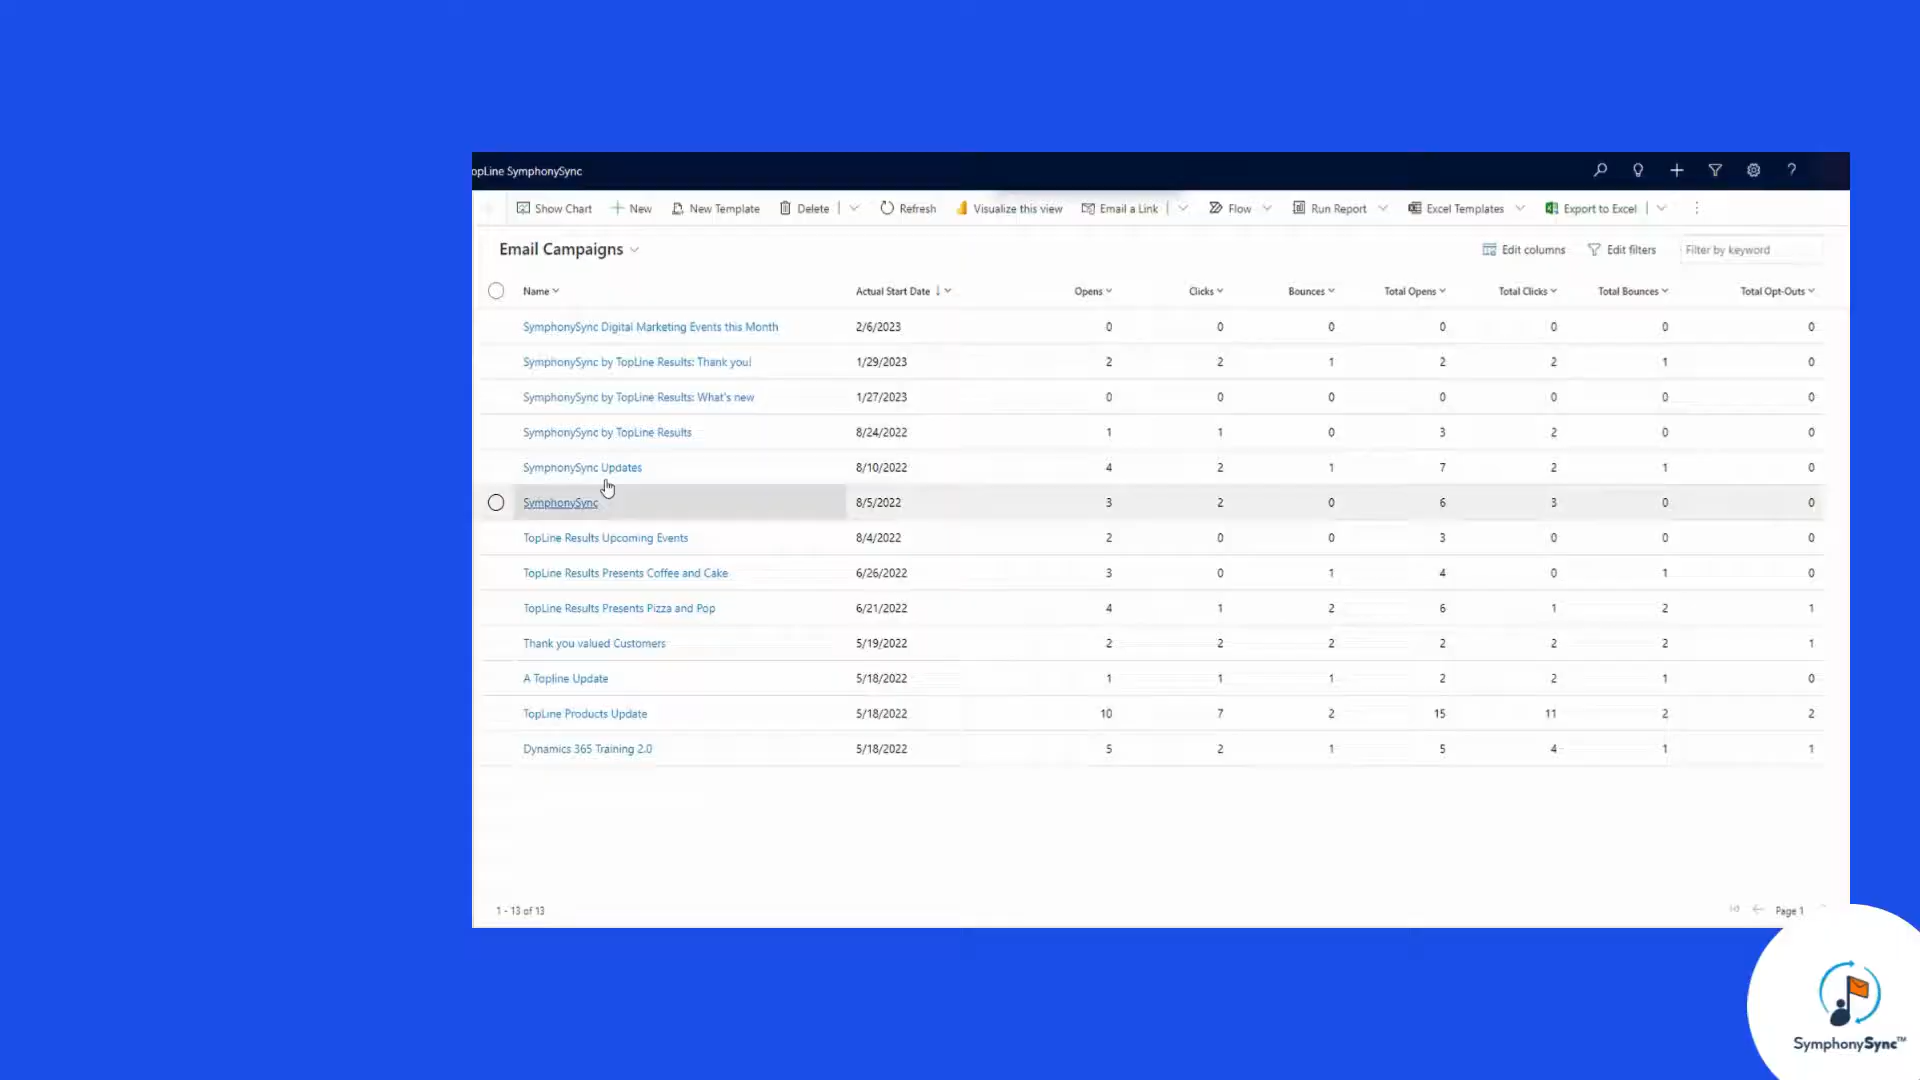 opLine SymphonySync
Show Chart New New Template Delete Refresh Visualize this view Email a Link Flow Run Report Excel Templates Export to Excel
Email Campaigns Edit columns Edit filters Filter by keyword
Name Actual Start Date Opens Clicks Bounces Total Opens Total Clicks Total Bounces Total Opt-Outs
SymphonySync Digital Marketing Events this Month 2/6/2023 0 0 0 0 0 0 0
SymphonySync by TopLine Results: Thank you! 1/29/2023 2 2 1 2 2 1 0
SymphonySync by TopLine Results: What's new 1/27/2023 0 0 0 0 0 0 0
SymphonySync by TopLine Results 8/24/2022 1 1 0 3 2 0 0
SymphonySync Updates 8/10/2022 4 2 1 7 2 1 0
SymphonySync 8/5/2022 3 2 0 6 3 0 0
TopLine Results Upcoming Events 8/4/2022 2 0 0 3 0 0 0
TopLine Results Presents Coffee and Cake 6/26/2022 3 0 1 4 0 1 0
TopLine Results Presents Pizza and Pop 6/21/2022 4 1 2 6 1 2 1
Thank you valued Customers 5/19/2022 2 2 2 2 2 2 1
A Topline Update 5/18/2022 1 1 1 2 2 1 0
TopLine Products Update 5/18/2022 10 7 2 15 11 2 2
Dynamics 365 Training 2.0 5/18/2022 5 2 1 5 4 1 1
1 - 13 of 13 Page 1
SymphonySync™